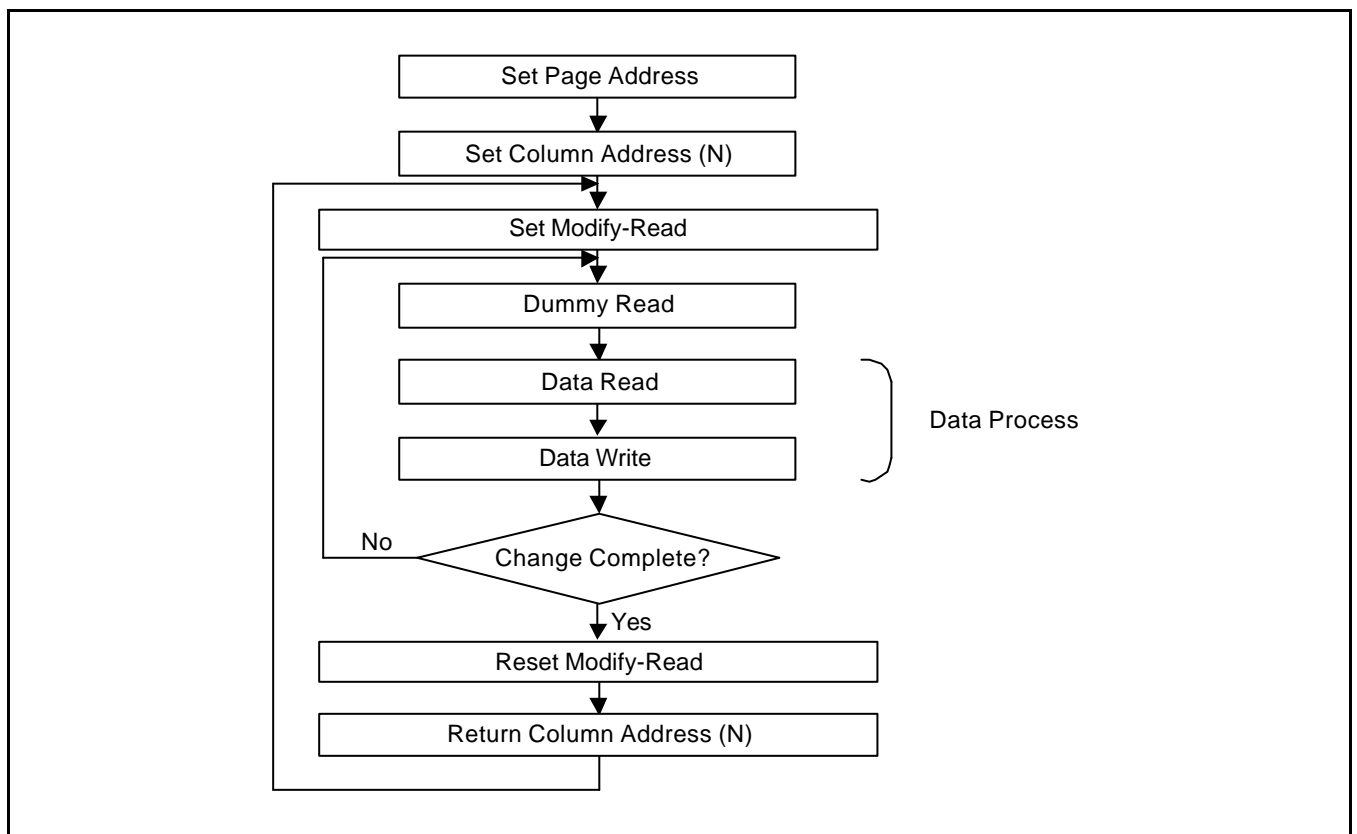 Set Page Address
Set Column Address (N)
Set Modify-Read
Dummy Read
Data Read
Data Process
Data Write
No
Change Complete?
Yes
Reset Modify-Read
Return Column Address (N)